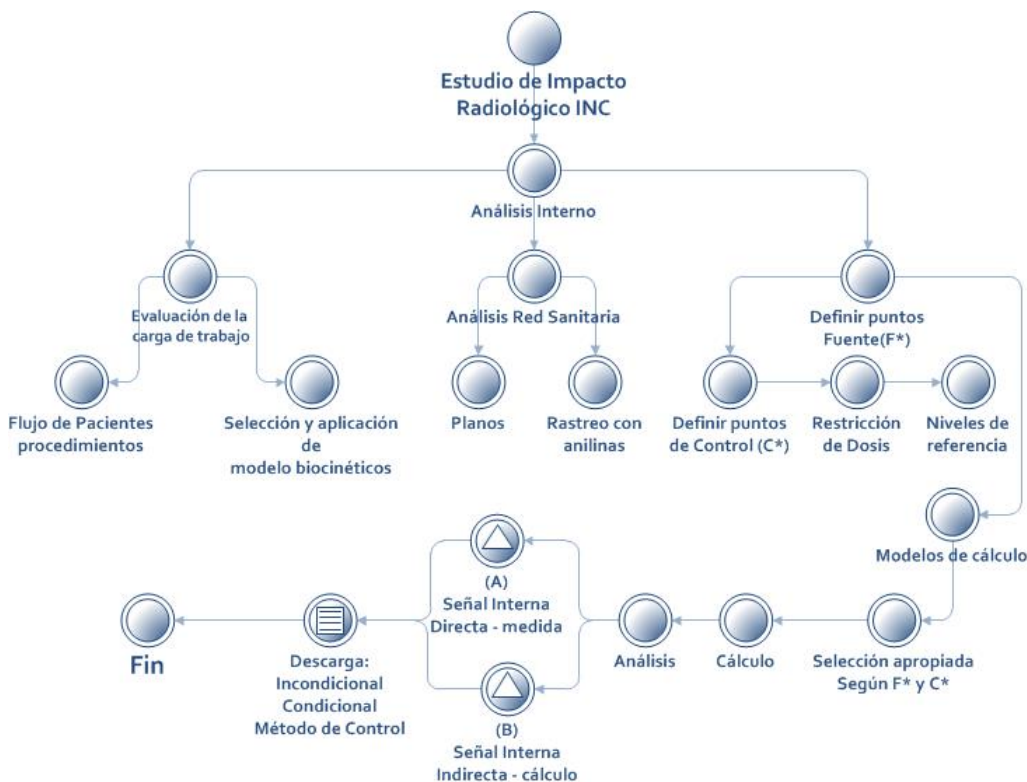 Estudio de Impacto
Radiológico INC
Análisis Interno
Evaluación de la
carga de trabajo
Análisis Red Sanitaria
Definir puntos
Fuente(F*)
Flujo de Pacientes
procedimientos
Selección y aplicación
de
modelo biocinéticos
Planos
Rastreo con
anilinas
Definir puntos
de Control (C*)
Restricción
de Dosis
Niveles de
referencia
Modelos de cálculo
(A)
Señal Interna
Directa - medida
Fin
Descarga:
Incondicional
Condicional
Método de Control
Análisis
Cálculo
Selección apropiada
Según F* y C*
(B)
Señal Interna
Indirecta - cálculo